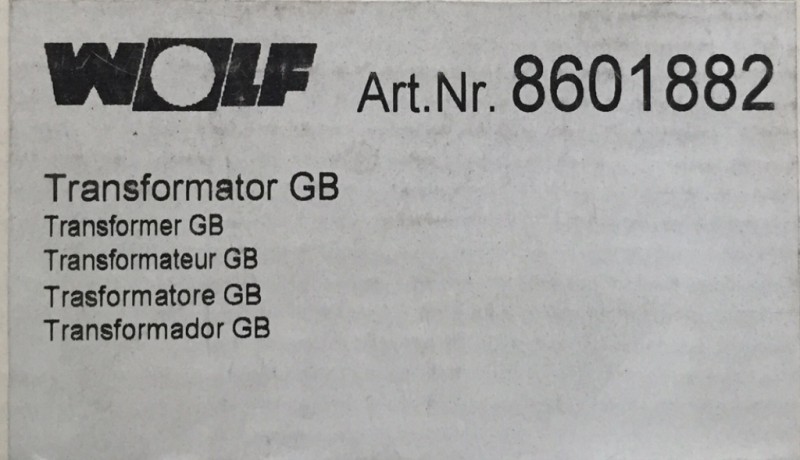 WOLF Art.Nr. 8601882
Transformator GB
Transformer GB
Transformateur GB
Trasformatore GB
Transformador GB